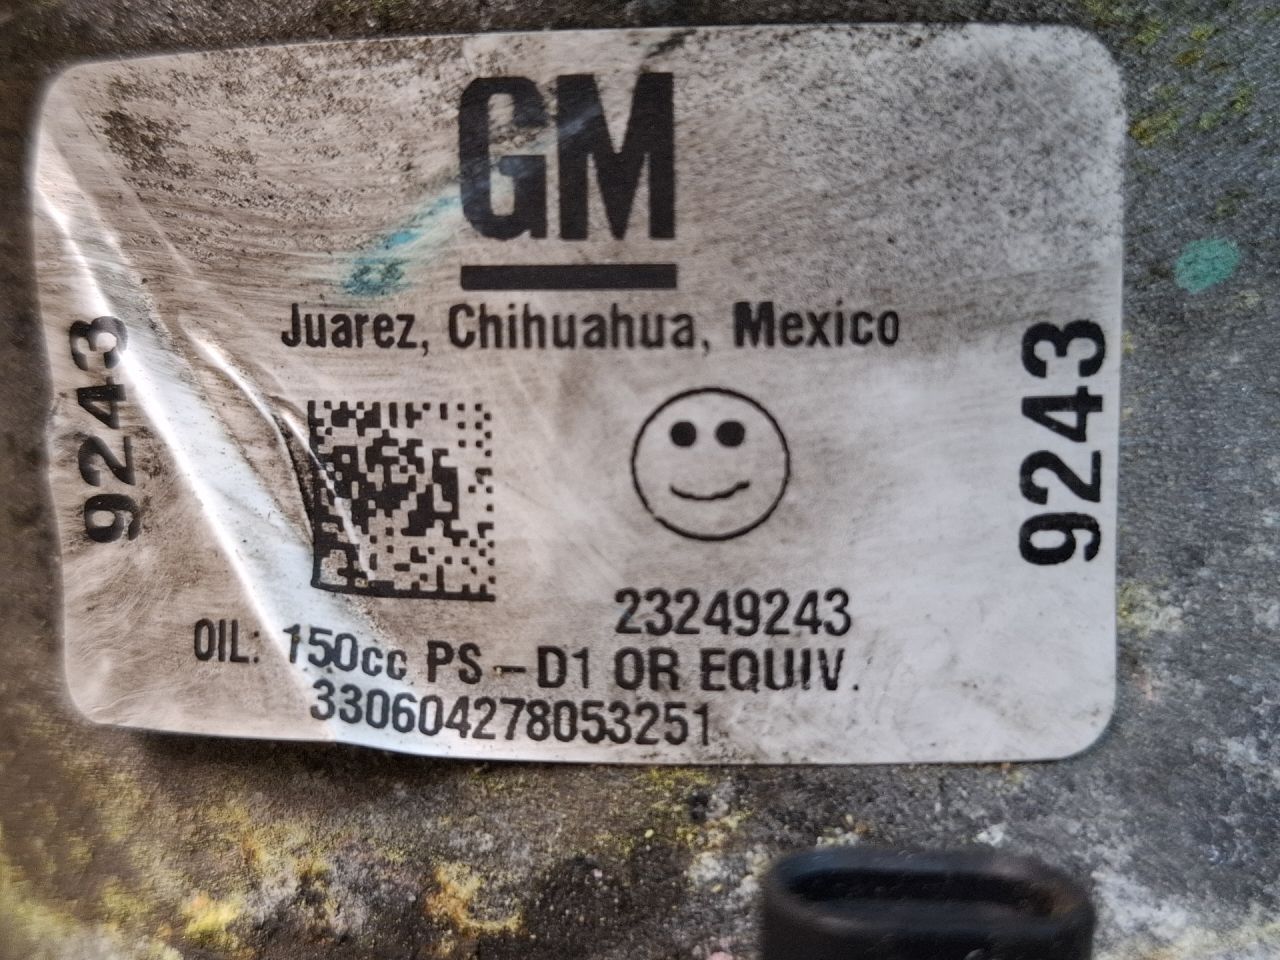 GM
Juarez, Chihuahua, Mexico
9243
9243
23249243
OIL: 150cc PS-D1 OR EQUIV.
330604278053251